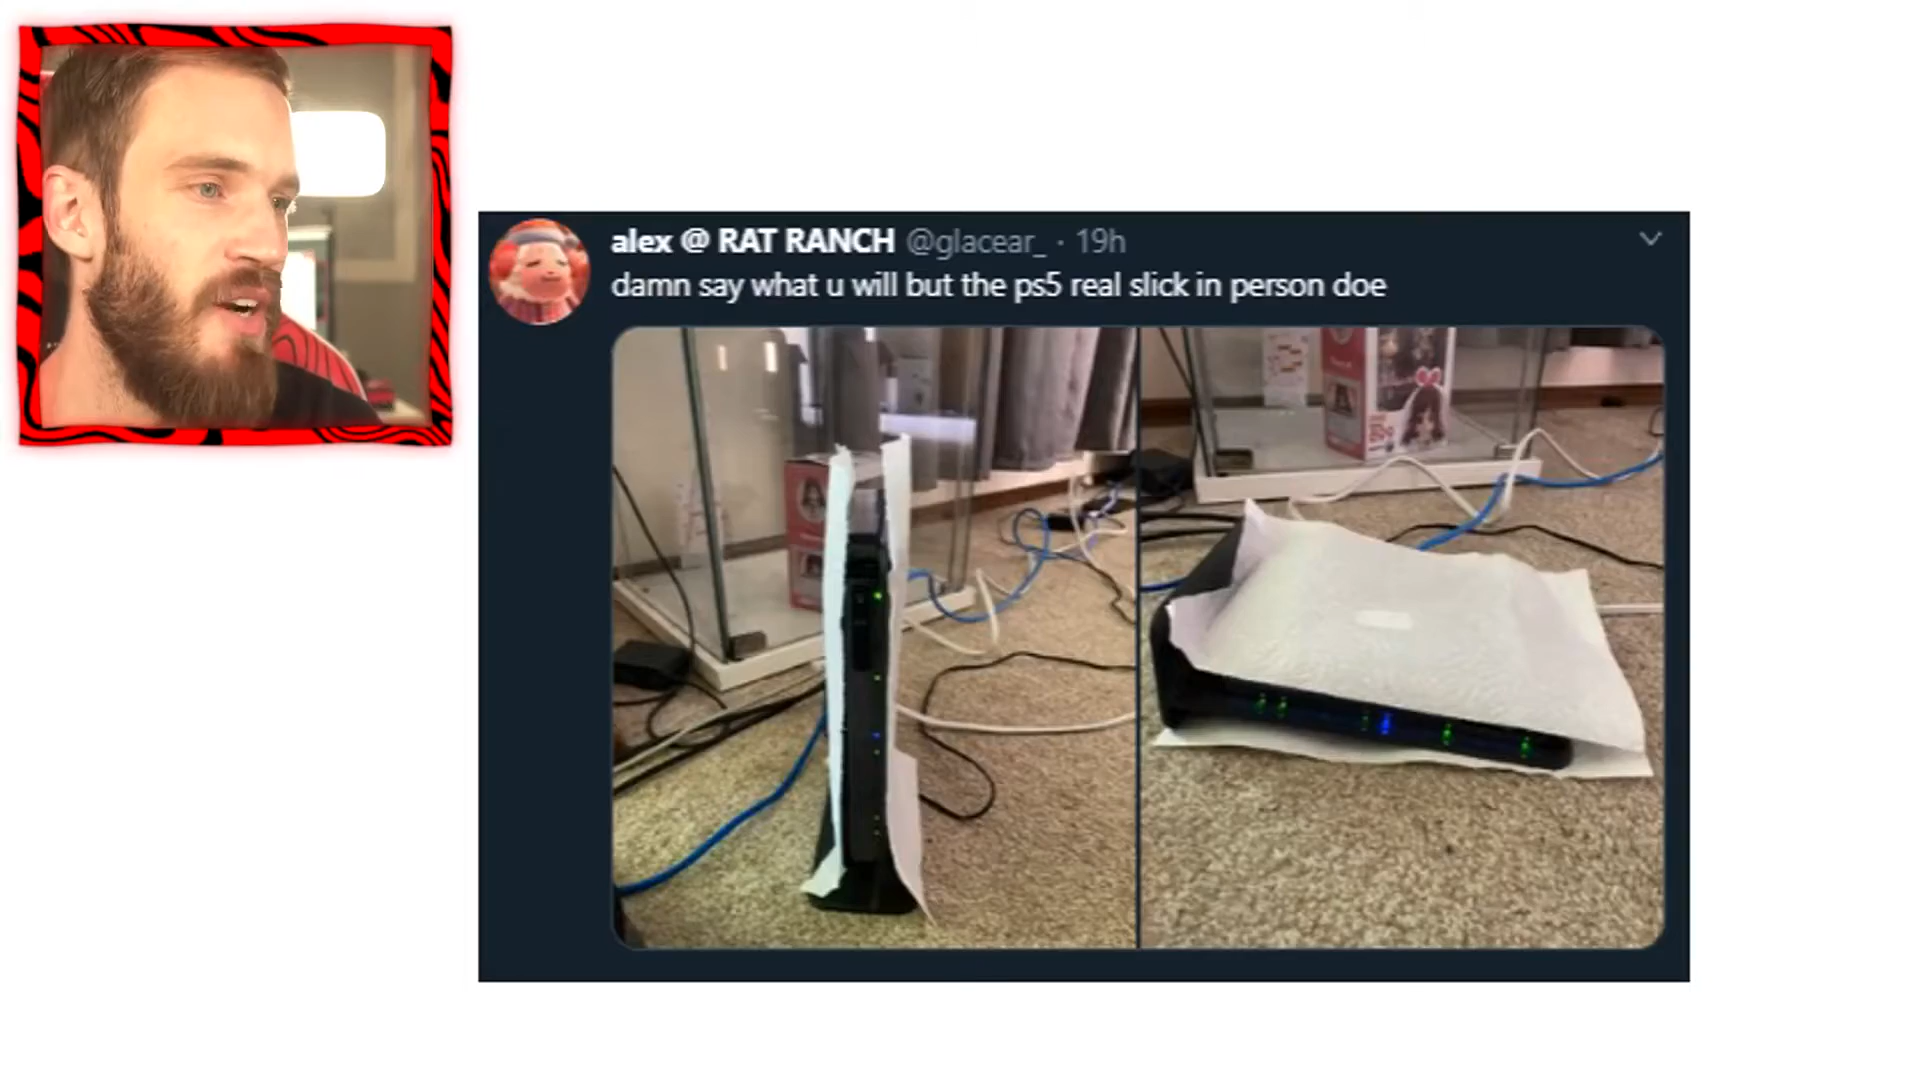 alex @ RAT RANCH @glacear_ · 19h
damn say what u will but the ps5 real slick in person doe